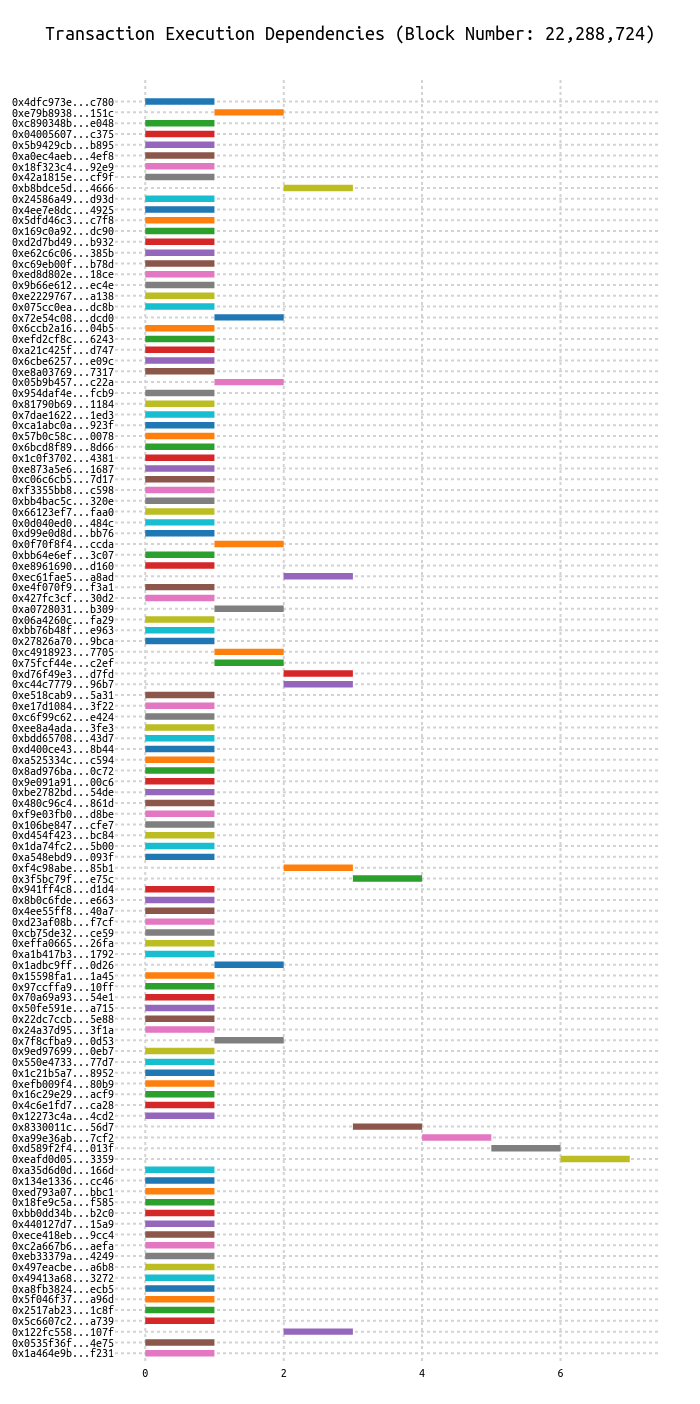 Transaction Execution Dependencies (Block Number: 22,288,724)
0x4dfc973e...c780
0xe79b8938...151c
0xc890348b...e048
0x04005607...c375
0x5b9429cb...b895
0xa0ec4aeb...4ef8
0x18f323c4...92e9
0x42a1815e...cf9f
0xb8bdce5d...4666
0x24586a49...d93d
0x4ee7e8dc...4925
0x5dfd46c3...c7f8
0x169c0a92...dc90
0xd2d7bd49...b932
0xe62c6c06...385b
0xc69eb00f...b78d
0xed8d802e...18ce
0x9b66e612...ec4e
0xe2229767...a138
0x075cc0ea...dc8b
0x72e54c08...dcd0
0x6ccb2a16...04b5
0xefd2cf8c...6243
0xa21c425f...d747
0x6cbe6257...e09c
0xe8a03769...7317
0x05b9b457...c22a
0x954daf4e...fcb9
0x81790b69...1184
0x7dae1622...1ed3
0xca1abc0a...923f
0x57b0c58c...0078
0x6bcd8f89...8d66
0x1c0f3702...4381
0xe873a5e6...1687
0xc06c6cb5...7d17
0xf3355bb8...c598
0xbb4bac5c...320e
0x66123ef7...faa0
0x0d040ed0...484c
0xd99e0d8d...bb76
0x0f70f8f4...ccda
0xbb64e6ef...3c07
0xe8961690...d160
0xec61fae5...a8ad
0xe4f070f9...f3a1
0x427fc3cf...30d2
0xa0728031...b309
0x06a4260c...fa29
0xbb76b48f...e963
0x27826a70...9bca
0xc4918923...7705
0x75fcf44e...c2ef
0xd76f49e3...d7fd
0xc44c7779...96b7
0xe518cab9...5a31
0xe17d1084...3f22
0xc6f99c62...e424
0xee8a4ada...3fe3
0xbdd65708...43d7
0xd400ce43...8b44
0xa525334c...c594
0x8ad976ba...0c72
0x9e091a91...00c6
0xbe2782bd...54de
0x480c96c4...861d
0xf9e03fb0...d8be
0x106be847...cfe7
0xd454f423...bc84
0x1da74fc2...5b00
0xa548ebd9...093f
0xf4c98abe...85b1
0x3f5bc79f...e75c
0x941ff4c8...d1d4
0x8b0c6fde...e663
0x4ee55ff8...40a7
0xd23af08b...f7cf
0xcb75de32...ce59
0xeffa0665...26fa
0xa1b417b3...1792
0x1adbc9ff...0d26
0x15598fa1...1a45
0x97ccffa9...10ff
0x70a69a93...54e1
0x50fe591e...a715
0x22dc7ccb...5e88
0x24a37d95...3f1a
0x7f8cfba9...0d53
0x9ed97699...0eb7
0x550e4733...77d7
0x1c21b5a7...8952
0xefb009f4...80b9
0x16c29e29...acf9
0x4c6e1fd7...ca28
0x12273c4a...4cd2
0x8330011c...56d7
0xa99e36ab...7cf2
0xd589f2f4...013f
0xeafd0d05...3359
0xa35d6d0d...166d
0x134e1336...cc46
0xed793a07...bbc1
0x18fe9c5a...f585
0xbb0dd34b...b2c0
0x440127d7...15a9
0xece418eb...9cc4
0xc2a667b6...aefa
0xeb33379a...4249
0x497eacbe...a6b8
0x49413a68...3272
0xa8fb3824...ecb5
0x5f046f37...a96d
0x2517ab23...1c8f
0x5c6607c2...a739
0x122fc558...107f
0x0535f36f...4e75
0x1a464e9b...f231
0 2 4 6